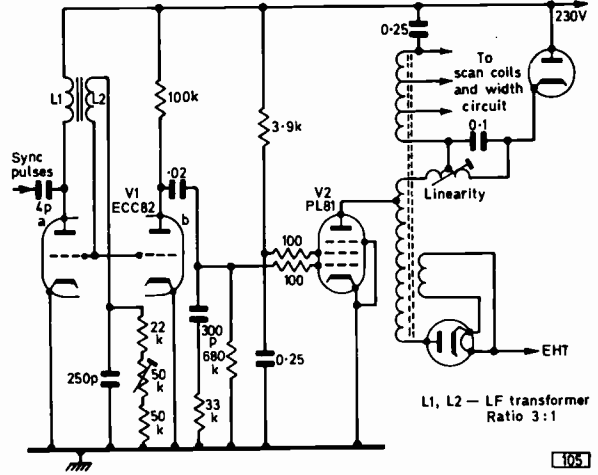 230V
0·25
To
scan coils
and width
circuit
L1
L2
100k
3·9k
0·1
Sync
pulses
4p
a
V1
ECC82
·02
b
V2
PL81
Linearity
100
100
22
k
50
k
50
k
250p
300
p
680
k
33
k
0·25
EHT
L1, L2 — LF transformer
Ratio 3:1
105